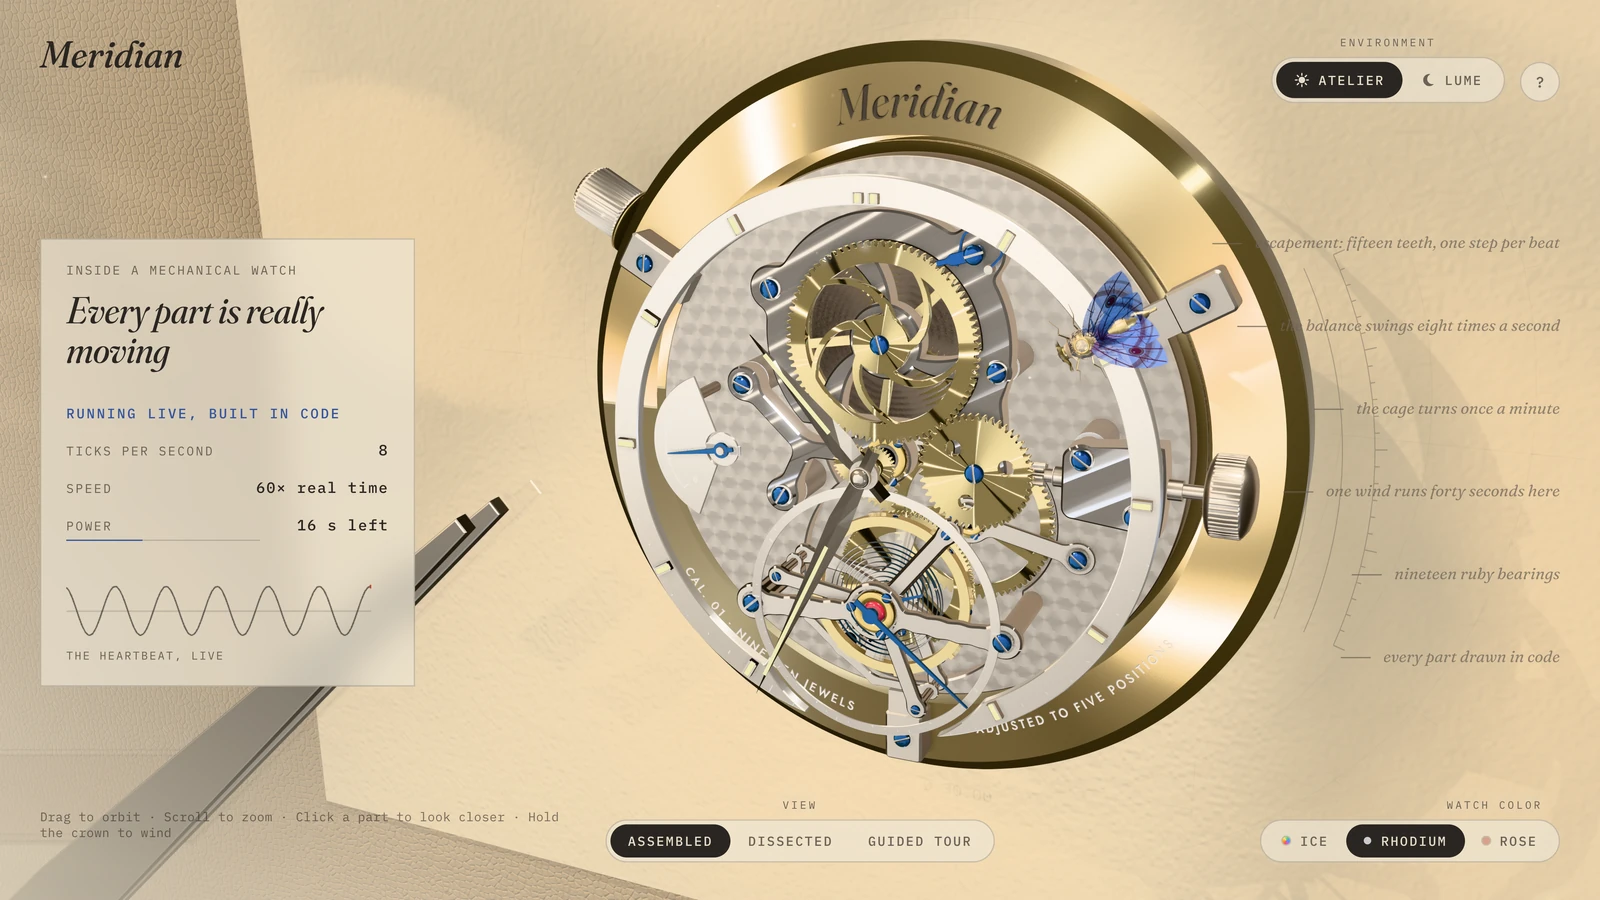 Meridian
ENVIRONMENT
ATELIER
LUME
?
Meridian
INSIDE A MECHANICAL WATCH
Every part is really
moving
RUNNING LIVE, BUILT IN CODE
TICKS PER SECOND 8
SPEED 60× real time
POWER 16 s left
THE HEARTBEAT, LIVE
fifteen teeth, one step per beat
balance swings eight times a second
the cage turns once a minute
one wind runs forty seconds here
nineteen ruby bearings
every part drawn in code
CAL. 01 JEWELS
ADJUSTED TO FIVE POSITIONS
Drag to orbit · Scroll to zoom · Click a part to look closer · Hold
the crown to wind
VIEW
ASSEMBLED
DISSECTED
GUIDED TOUR
WATCH COLOR
ICE
RHODIUM
ROSE